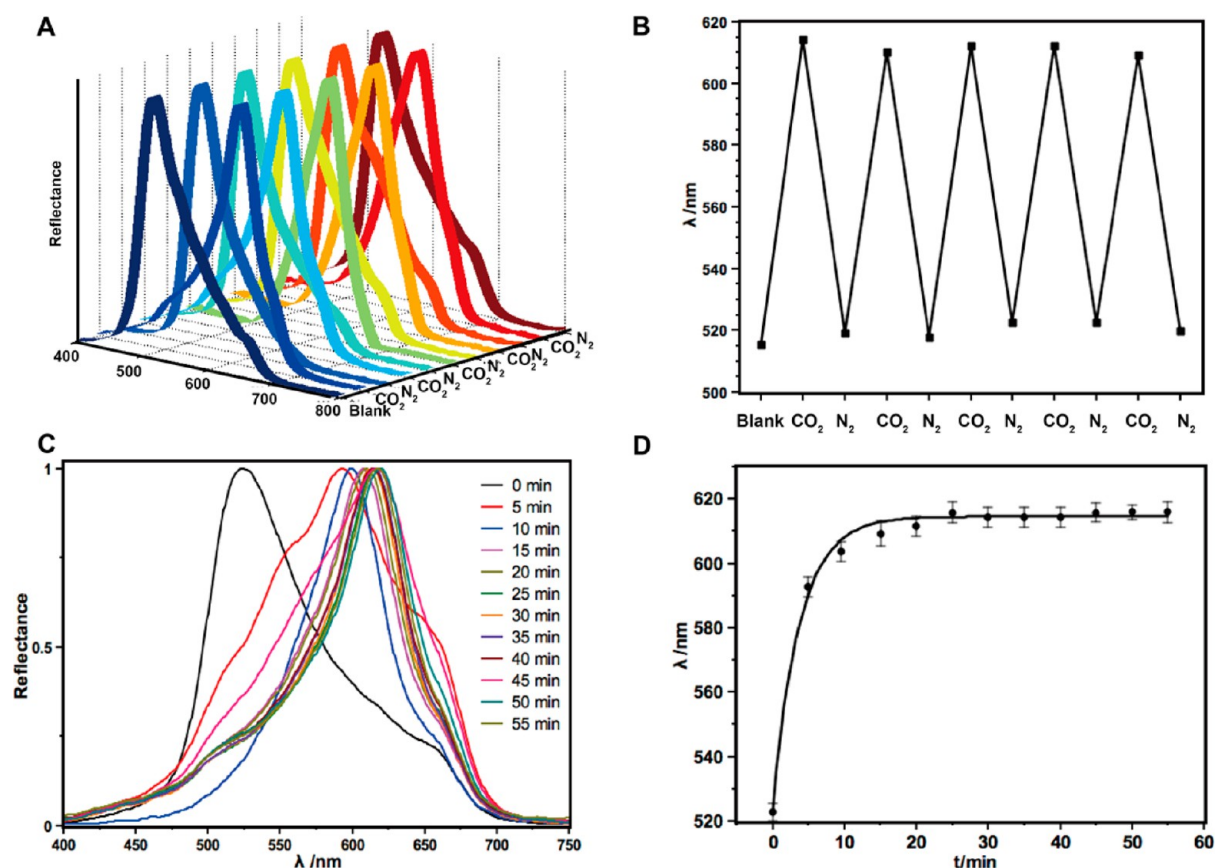 A
Reflectance
400
500
600
700
800
Blank
CO2
N2
CO2
N2
CO2
N2
CO2
N2
CO2
N2
B
λ /nm
620
600
580
560
540
520
500
Blank CO2 N2 CO2 N2 CO2 N2 CO2 N2 CO2 N2
C
Reflectance
1
0.5
0
400 450 500 550 600 650 700 750
λ /nm
0 min
5 min
10 min
15 min
20 min
25 min
30 min
35 min
40 min
45 min
50 min
55 min
D
λ /nm
620
600
580
560
540
520
0 10 20 30 40 50 60
t/min